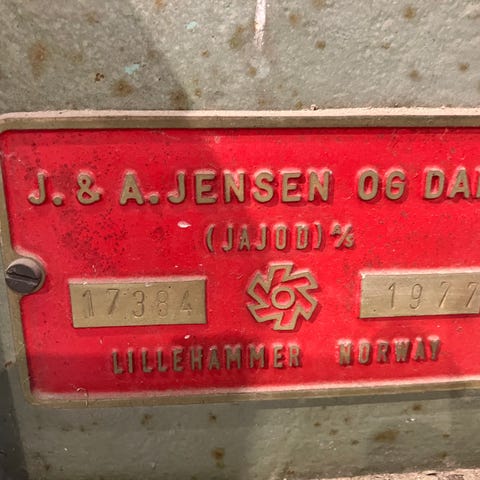 J. & A. JENSEN OG DA
(JAJOD) A/S
17384 1977
LILLEHAMMER NORWAY